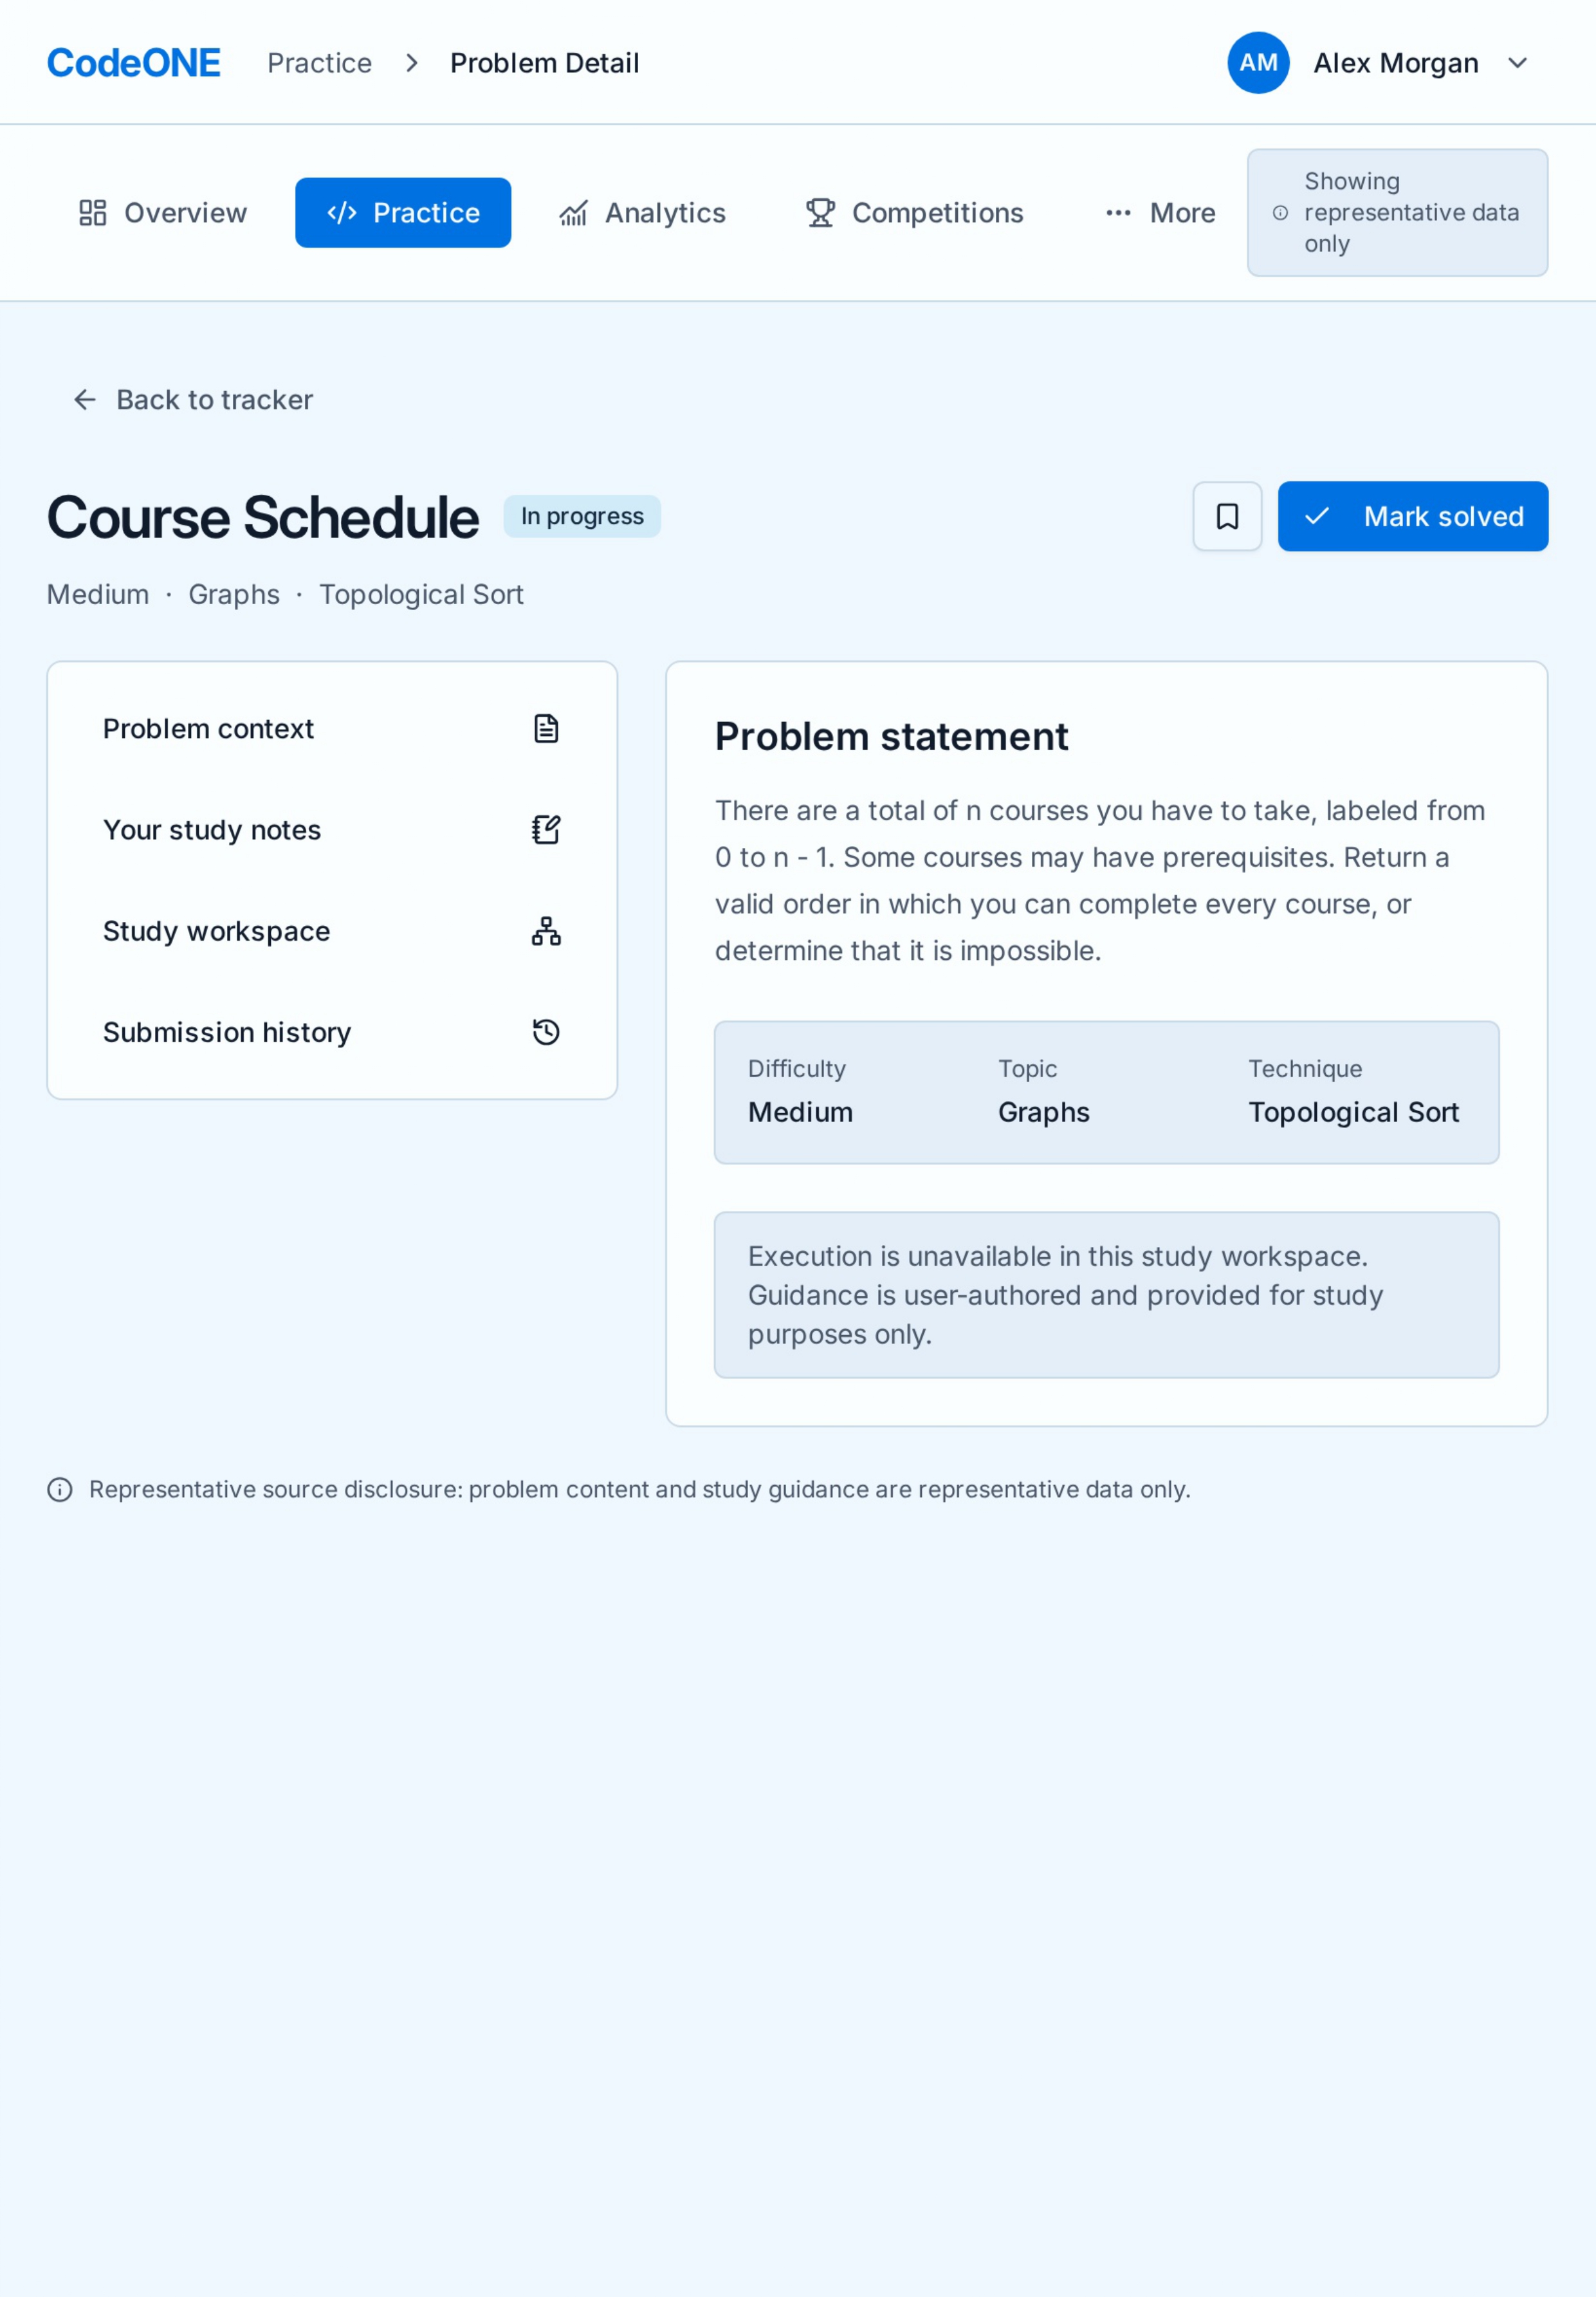 CodeONE Practice Problem Detail AM Alex Morgan
Overview Practice Analytics Competitions More
Showing
representative data
only
Back to tracker
Course Schedule In progress
Mark solved
Medium · Graphs · Topological Sort
Problem context
Your study notes
Study workspace
Submission history
Problem statement
There are a total of n courses you have to take, labeled from
0 to n - 1. Some courses may have prerequisites. Return a
valid order in which you can complete every course, or
determine that it is impossible.
Difficulty Topic Technique
Medium Graphs Topological Sort
Execution is unavailable in this study workspace.
Guidance is user-authored and provided for study
purposes only.
Representative source disclosure: problem content and study guidance are representative data only.